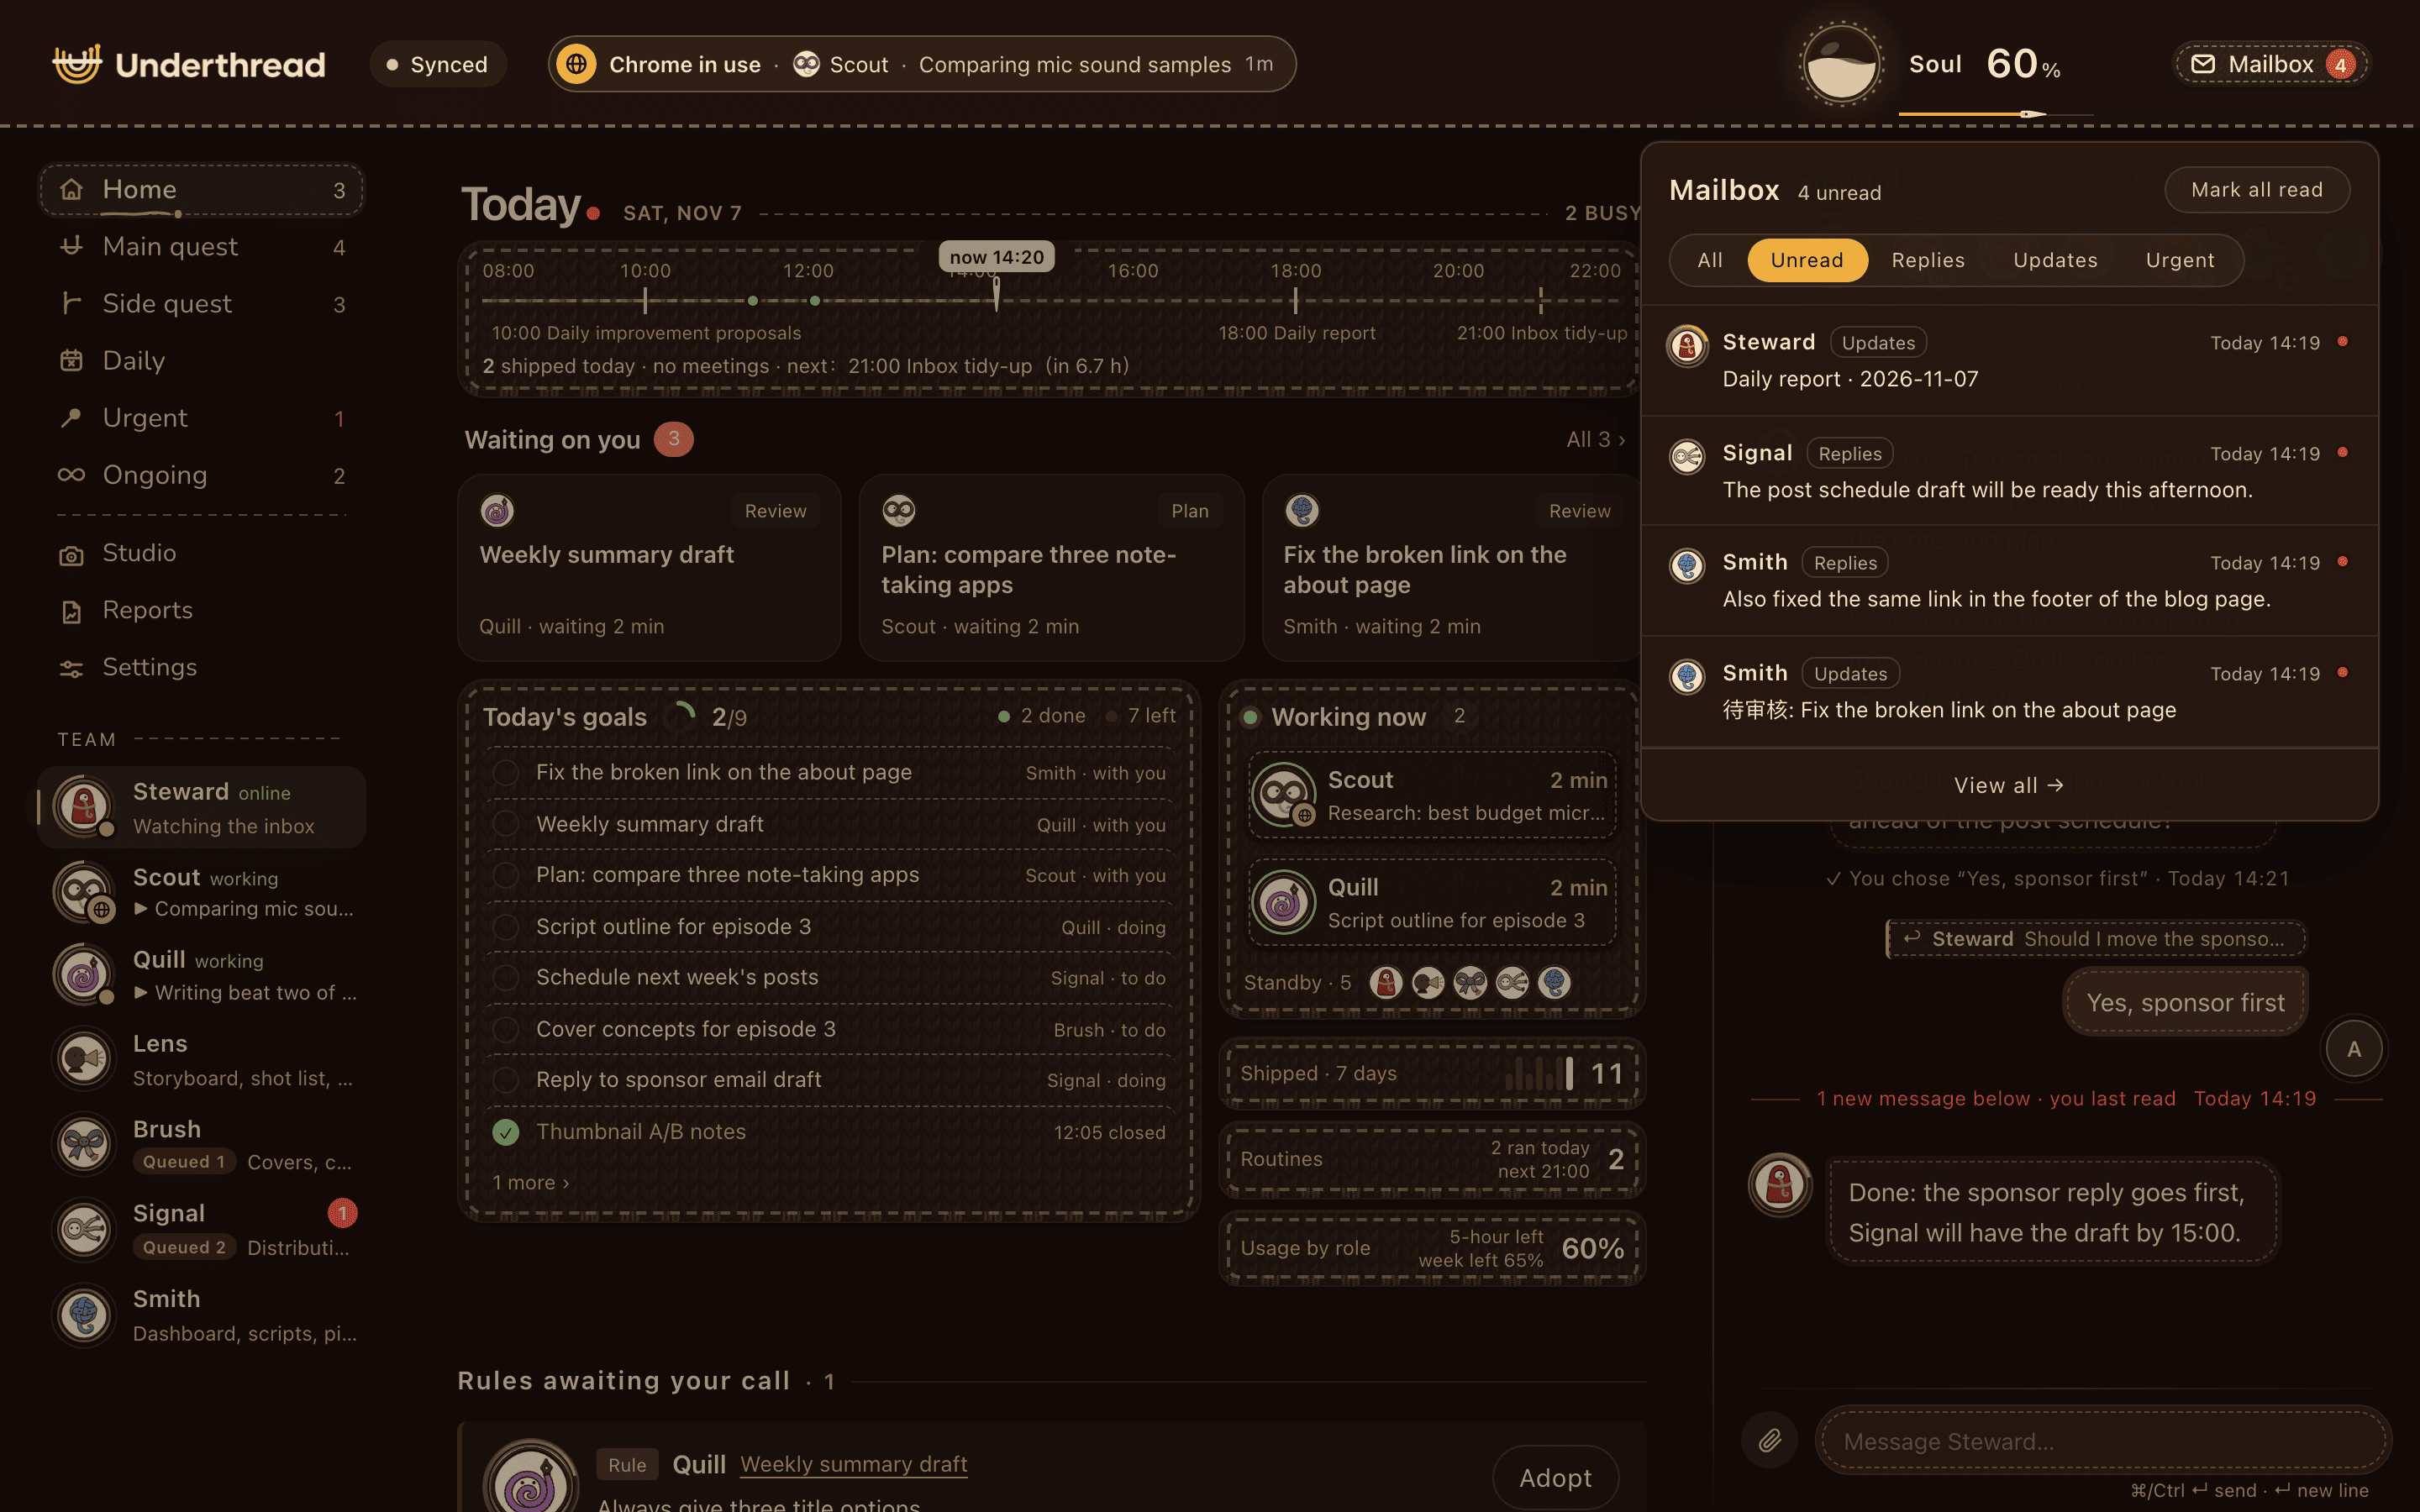 Underthread
Synced
Chrome in use · Scout · Comparing mic sound samples 1m
Soul 60%
Mailbox 4
Home 3
Main quest 4
Side quest 3
Daily
Urgent 1
Ongoing 2
Studio
Reports
Settings
TEAM
Steward online
Watching the inbox
Scout working
▶ Comparing mic sou...
Quill working
▶ Writing beat two of ...
Lens
Storyboard, shot list, ...
Brush
Queued 1 Covers, c...
Signal 1
Queued 2 Distributi...
Smith
Dashboard, scripts, pi...
Today
SAT, NOV 7
2 BUSY
now 14:20
08:00 10:00 12:00 14:00 16:00 18:00 20:00 22:00
10:00 Daily improvement proposals 18:00 Daily report 21:00 Inbox tidy-up
2 shipped today · no meetings · next: 21:00 Inbox tidy-up (in 6.7 h)
Waiting on you 3
All 3 ›
Review
Weekly summary draft
Quill · waiting 2 min
Plan
Plan: compare three note-
taking apps
Scout · waiting 2 min
Review
Fix the broken link on the
about page
Smith · waiting 2 min
Today's goals 2/9 2 done 7 left
Fix the broken link on the about page Smith · with you
Weekly summary draft Quill · with you
Plan: compare three note-taking apps Scout · with you
Script outline for episode 3 Quill · doing
Schedule next week's posts Signal · to do
Cover concepts for episode 3 Brush · to do
Reply to sponsor email draft Signal · doing
Thumbnail A/B notes 12:05 closed
1 more ›
Working now 2
Scout 2 min
Research: best budget micr...
Quill 2 min
Script outline for episode 3
Standby · 5
Shipped · 7 days 11
Routines
2 ran today
next 21:00
2
Usage by role
5-hour left
week left 65%
60%
Rules awaiting your call · 1
Rule Quill Weekly summary draft
Always give three title options
Adopt
Mailbox 4 unread
Mark all read
All Unread Replies Updates Urgent
Steward Updates Today 14:19
Daily report · 2026-11-07
Signal Replies Today 14:19
The post schedule draft will be ready this afternoon.
Smith Replies Today 14:19
Also fixed the same link in the footer of the blog page.
Smith Updates Today 14:19
待审核: Fix the broken link on the about page
View all →
ahead of the post schedule?
✓ You chose “Yes, sponsor first” · Today 14:21
↩ Steward Should I move the sponso...
Yes, sponsor first
A
1 new message below · you last read Today 14:19
Done: the sponsor reply goes first,
Signal will have the draft by 15:00.
Message Steward...
⌘/Ctrl ↵ send · ↵ new line